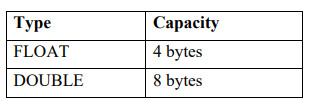 Type Capacity
FLOAT 4 bytes
DOUBLE 8 bytes